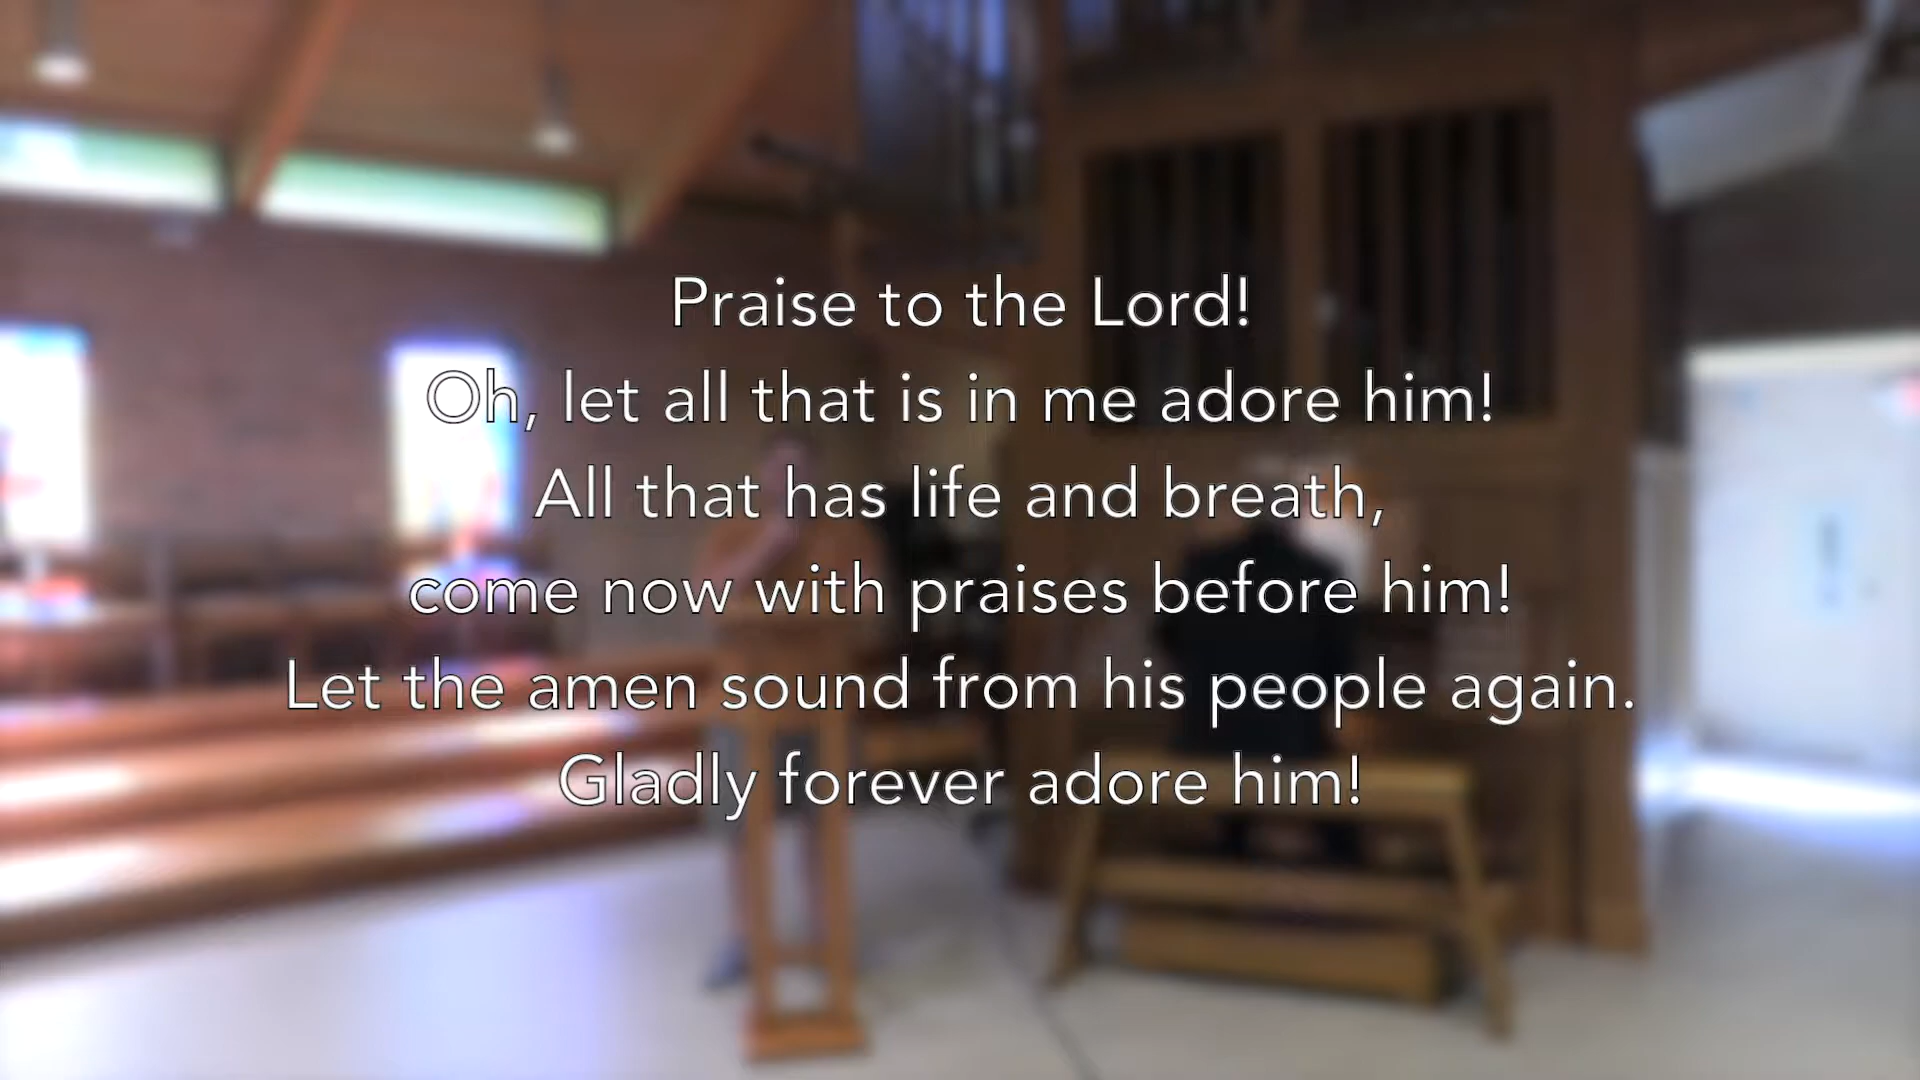 Praise to the Lord!
Oh, let all that is in me adore him!
All that has life and breath,
come now with praises before him!
Let the amen sound from his people again.
Gladly forever adore him!